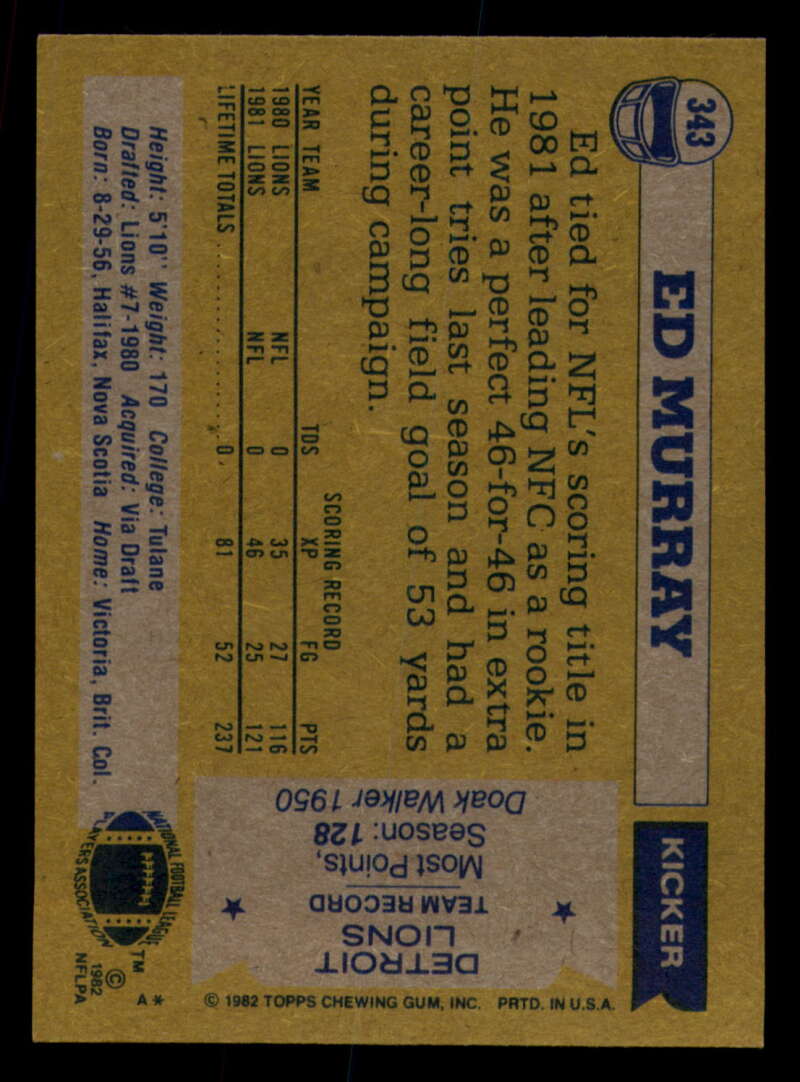 343
ED MURRAY
KICKER
Ed tied for NFL's scoring title in
1981 after leading NFC as a rookie.
He was a perfect 46-for-46 in extra
point tries last season and had a
career-long field goal of 53 yards
during campaign.
SCORING RECORD
YEAR TEAM TDS XP FG PTS
1980 LIONS NFL 0 35 27 116
1981 LIONS NFL 0 46 25 121
LIFETIME TOTALS.................... 0 81 52 237
Height: 5'10" Weight: 170 College: Tulane
Drafted: Lions #7-1980 Acquired: Via Draft
Born: 8-29-56, Halifax, Nova Scotia Home: Victoria, Brit. Col.
DETROIT
LIONS
TEAM RECORD
Most Points,
Season: 128
Doak Walker 1950
NATIONAL FOOTBALL LEAGUE
PLAYERS ASSOCIATION
TM
© 1982
NFLPA
A*
© 1982 TOPPS CHEWING GUM, INC. PRTD. IN U.S.A.